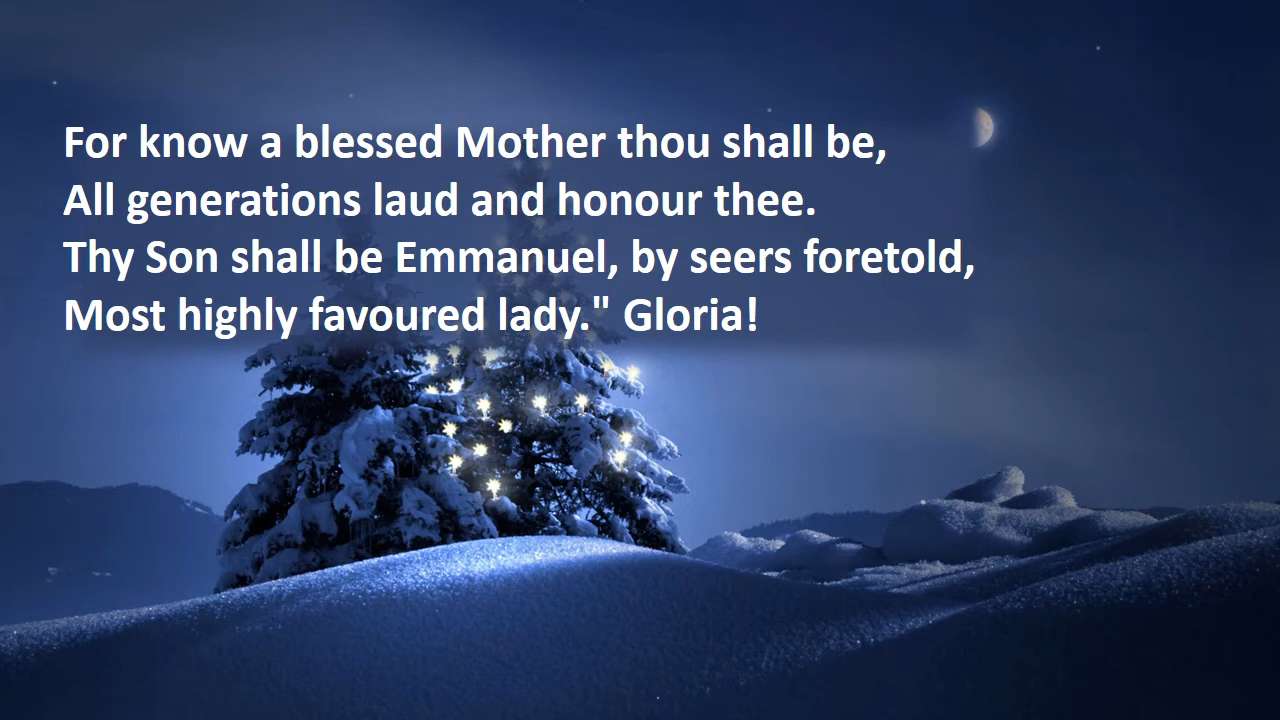 For know a blessed Mother thou shall be,
All generations laud and honour thee.
Thy Son shall be Emmanuel, by seers foretold,
Most highly favoured lady." Gloria!